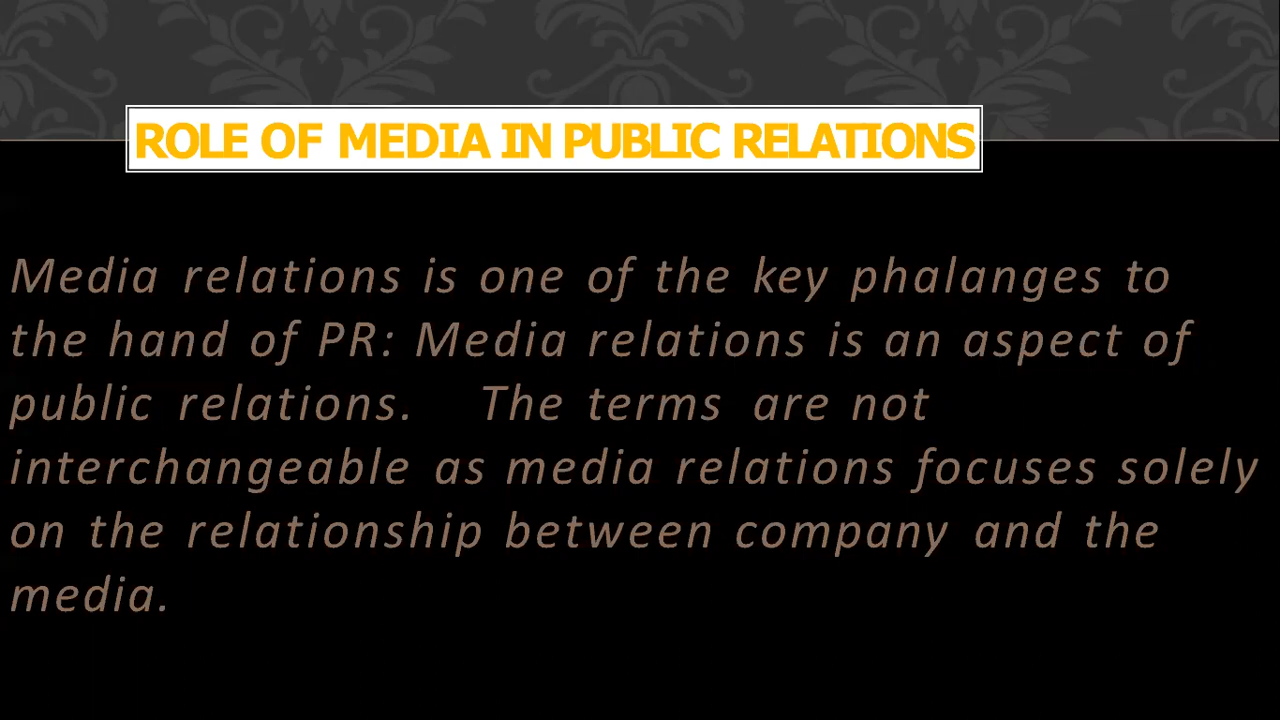 ROLE OF MEDIA IN PUBLIC RELATIONS
Media relations is one of the key phalanges to
the hand of PR: Media relations is an aspect of
public relations. The terms are not
interchangeable as media relations focuses solely
on the relationship between company and the
media.